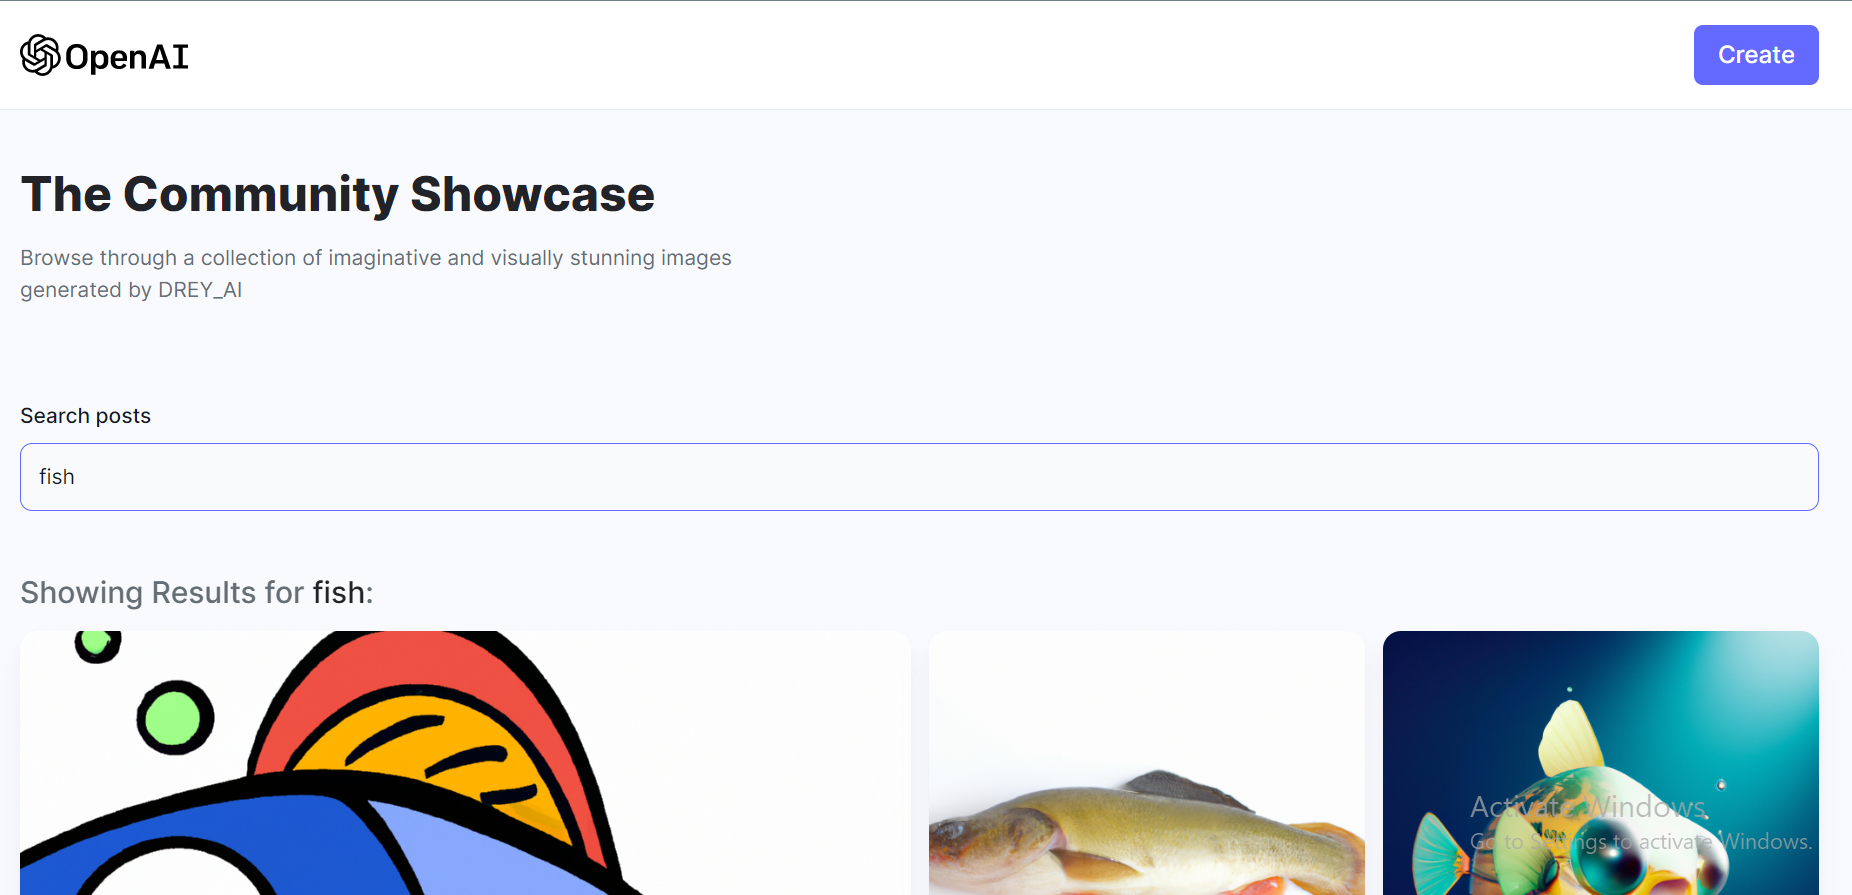 OpenAI
Create
The Community Showcase
Browse through a collection of imaginative and visually stunning images
generated by DREY_AI
Search posts
fish
Showing Results for fish:
Activate Windows
Go to Settings to activate Windows.